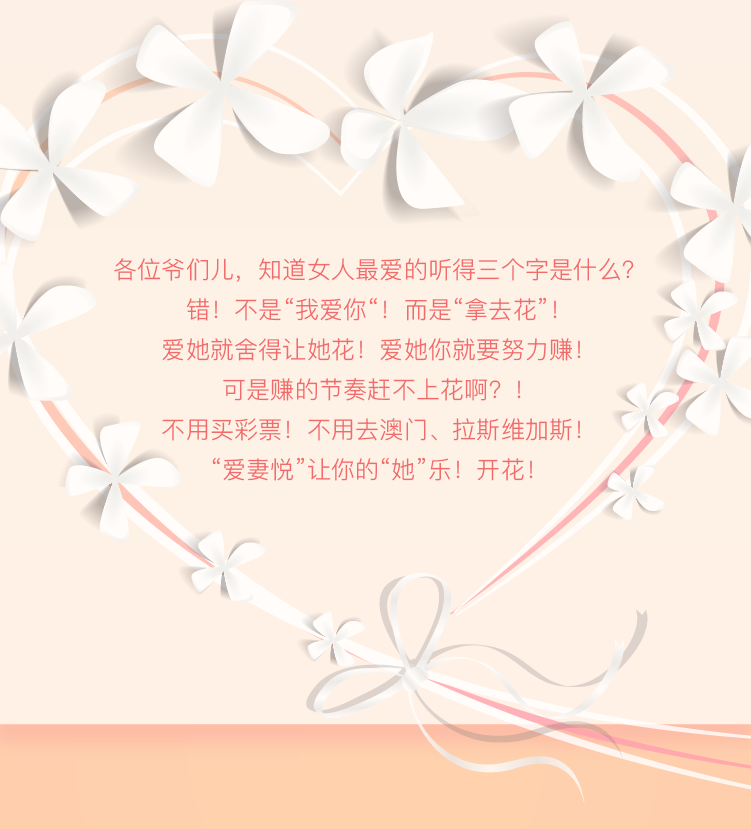 各位爷们儿，知道女人最爱的听得三个字是什么？
错！不是“我爱你“！而是“拿去花”！
爱她就舍得让她花！爱她你就要努力赚！
可是赚的节奏赶不上花啊？！
不用买彩票！不用去澳门、拉斯维加斯！
“爱妻悦”让你的“她”乐！开花！